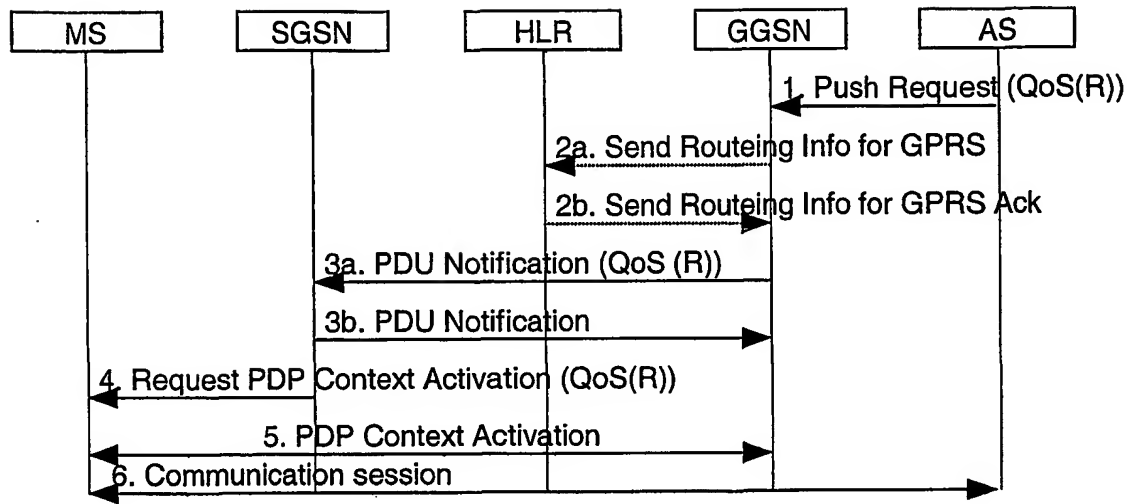 MS SGSN HLR GGSN AS
1. Push Request (QoS(R))
2a. Send Routeing Info for GPRS
2b. Send Routeing Info for GPRS Ack
3a. PDU Notification (QoS (R))
3b. PDU Notification
4. Request PDP Context Activation (QoS(R))
5. PDP Context Activation
6. Communication session